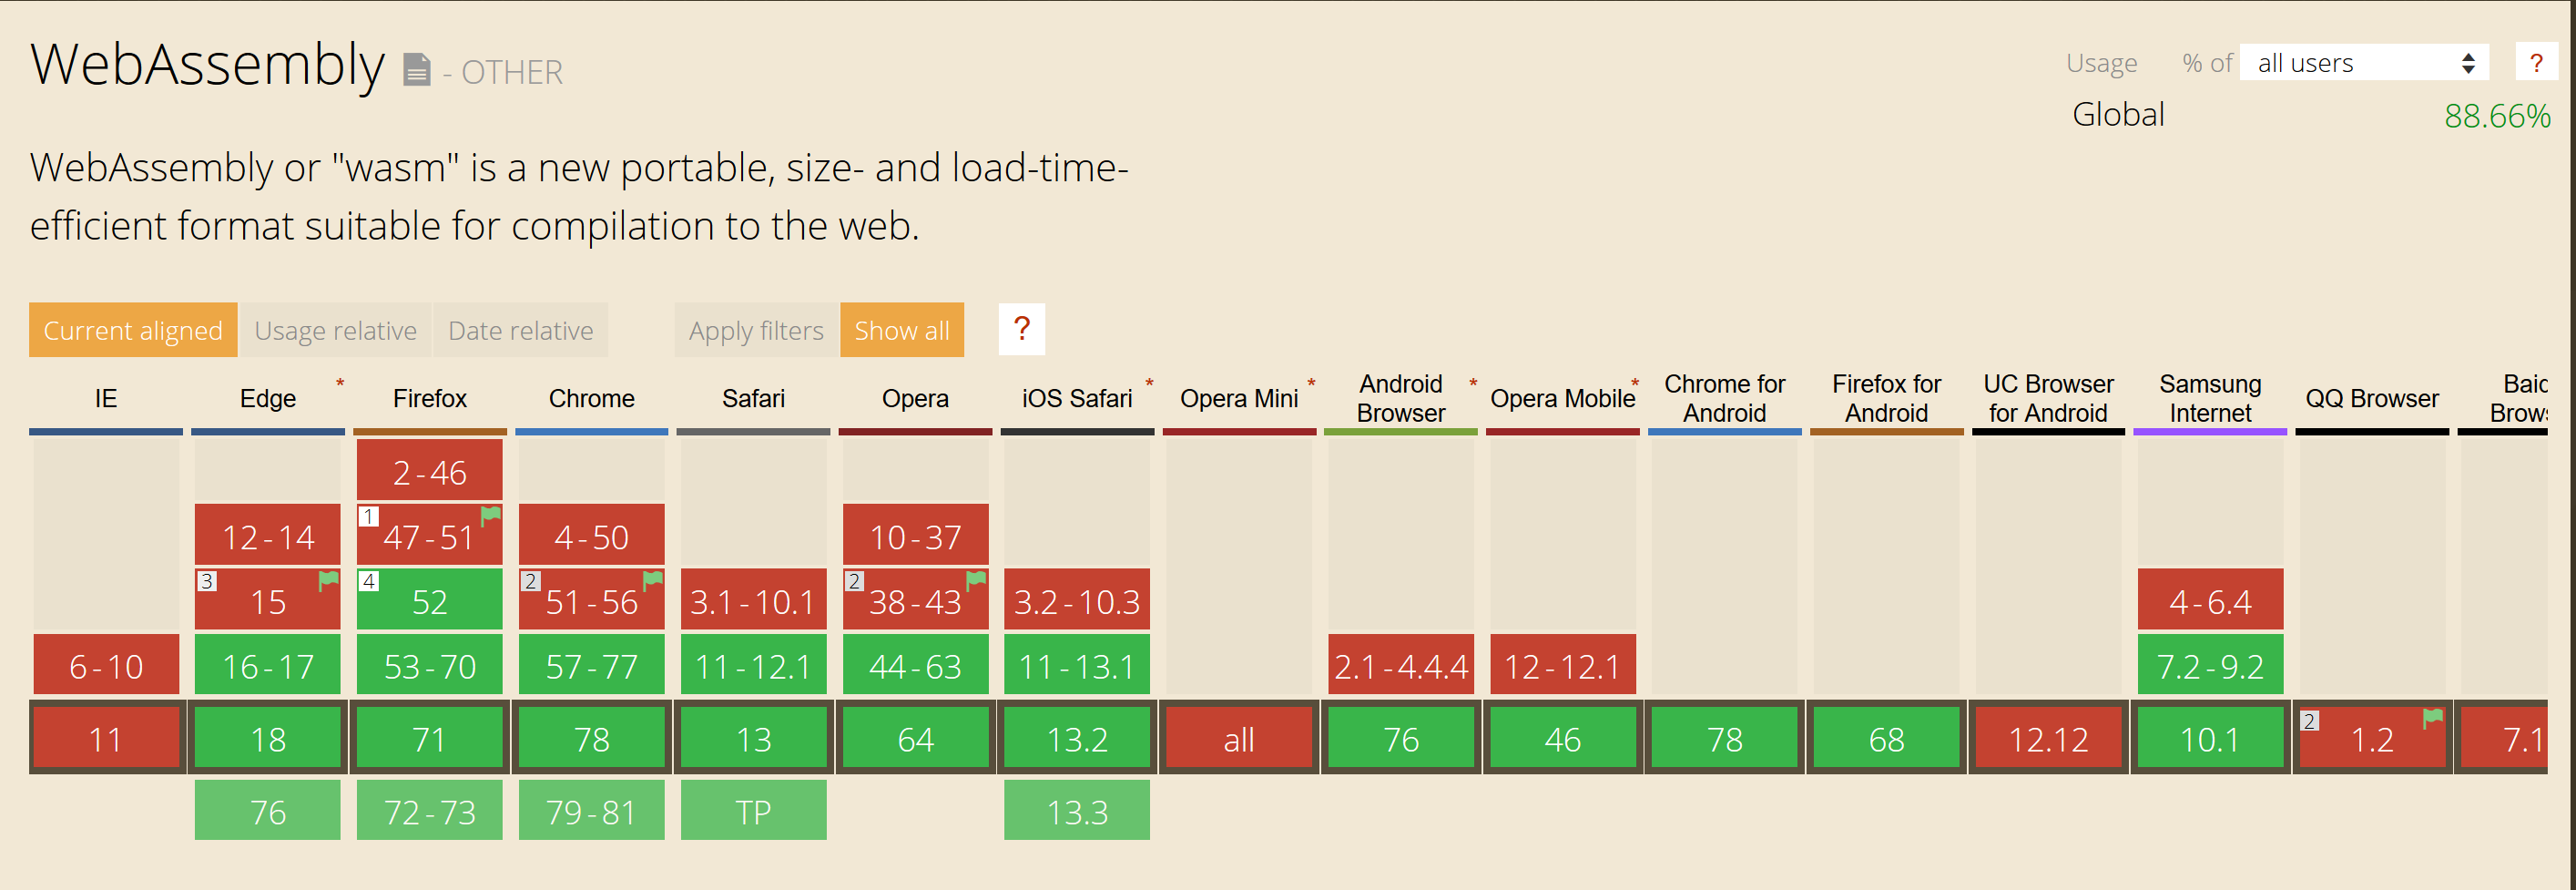 WebAssembly - OTHER
Usage % of all users ?
Global 88.66%
WebAssembly or "wasm" is a new portable, size- and load-time-
efficient format suitable for compilation to the web.
Current aligned Usage relative Date relative Apply filters Show all ?
IE Edge * Firefox Chrome Safari Opera iOS Safari * Opera Mini * Android Browser * Opera Mobile * Chrome for Android Firefox for Android UC Browser for Android Samsung Internet QQ Browser Baid Brows
2-46
12-14 1 47-51 4-50 10-37
3 15 4 52 2 51-56 3.1-10.1 2 38-43 3.2-10.3 4-6.4
6-10 16-17 53-70 57-77 11-12.1 44-63 11-13.1 2.1-4.4.4 12-12.1 7.2-9.2
11 18 71 78 13 64 13.2 all 76 46 78 68 12.12 10.1 2 1.2 7.1
76 72-73 79-81 TP 13.3